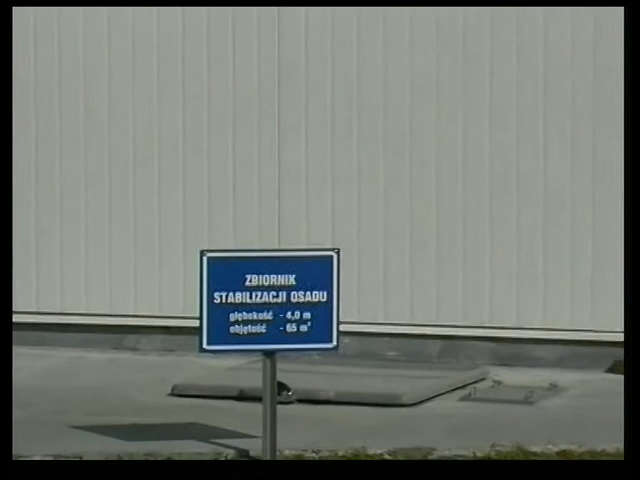 ZBIORNIK
STABILIZACJI OSADU
głębokość - 4,0 m
objętość - 65 m³